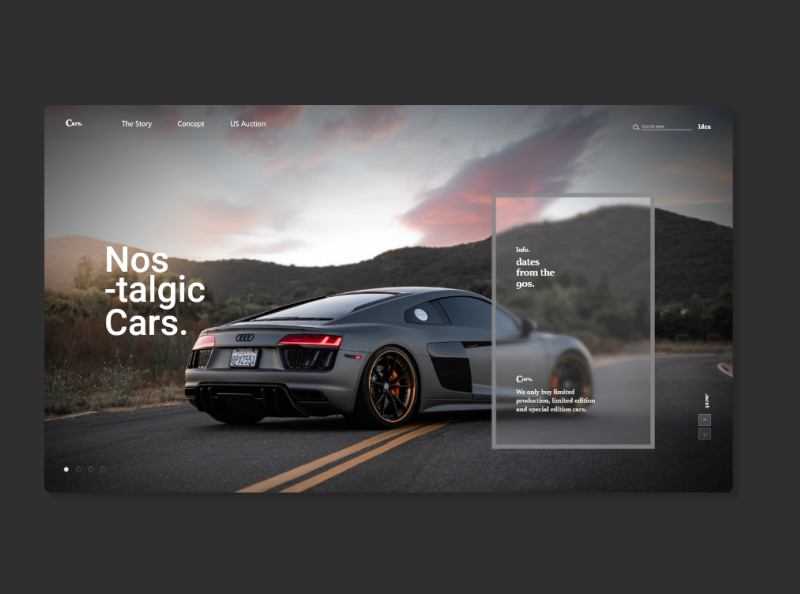 Cars.
The Story
Concept
US Auction
Search here
Idea
Nos
-talgic
Cars.
Info.
dates
from the
90s.
Cars.
We only buy limited
production, limited edition
and special edition cars.